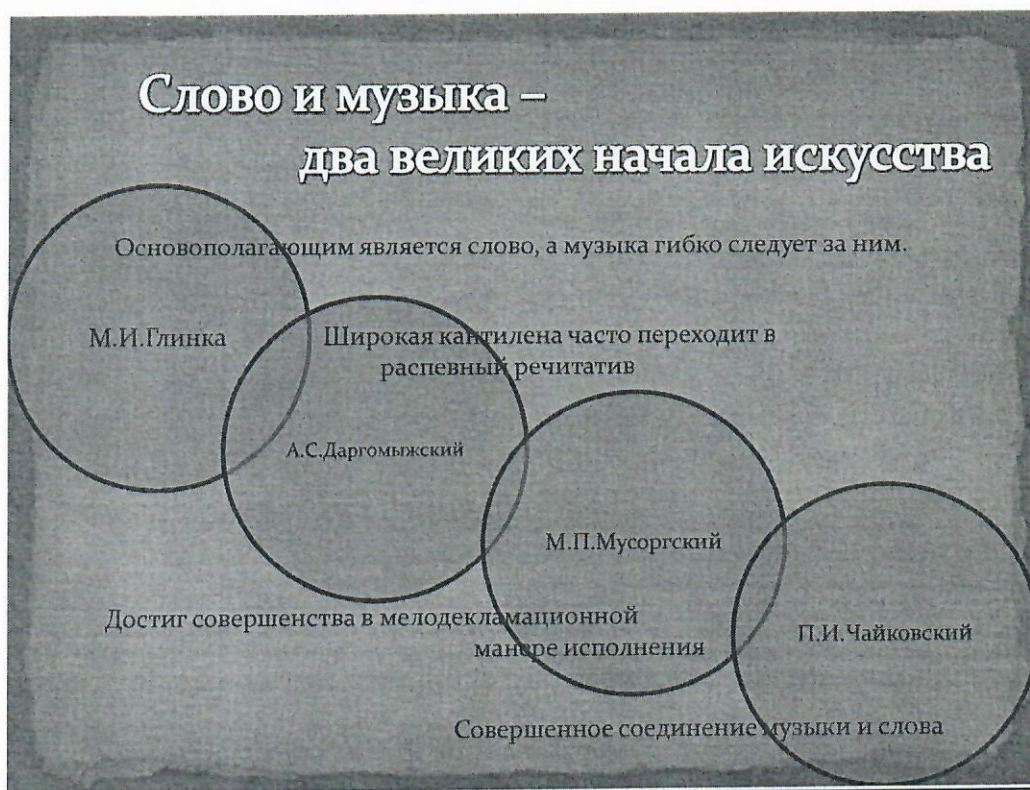 Слово и музыка –
два великих начала искусства
Основополагающим является слово, а музыка гибко следует за ним.
М.И.Глинка
Широкая кантилена часто переходит в
распевный речитатив
А.С.Даргомыжский
М.П.Мусоргский
Достиг совершенства в мелодекламационной
манере исполнения
П.И.Чайковский
Совершенное соединение музыки и слова